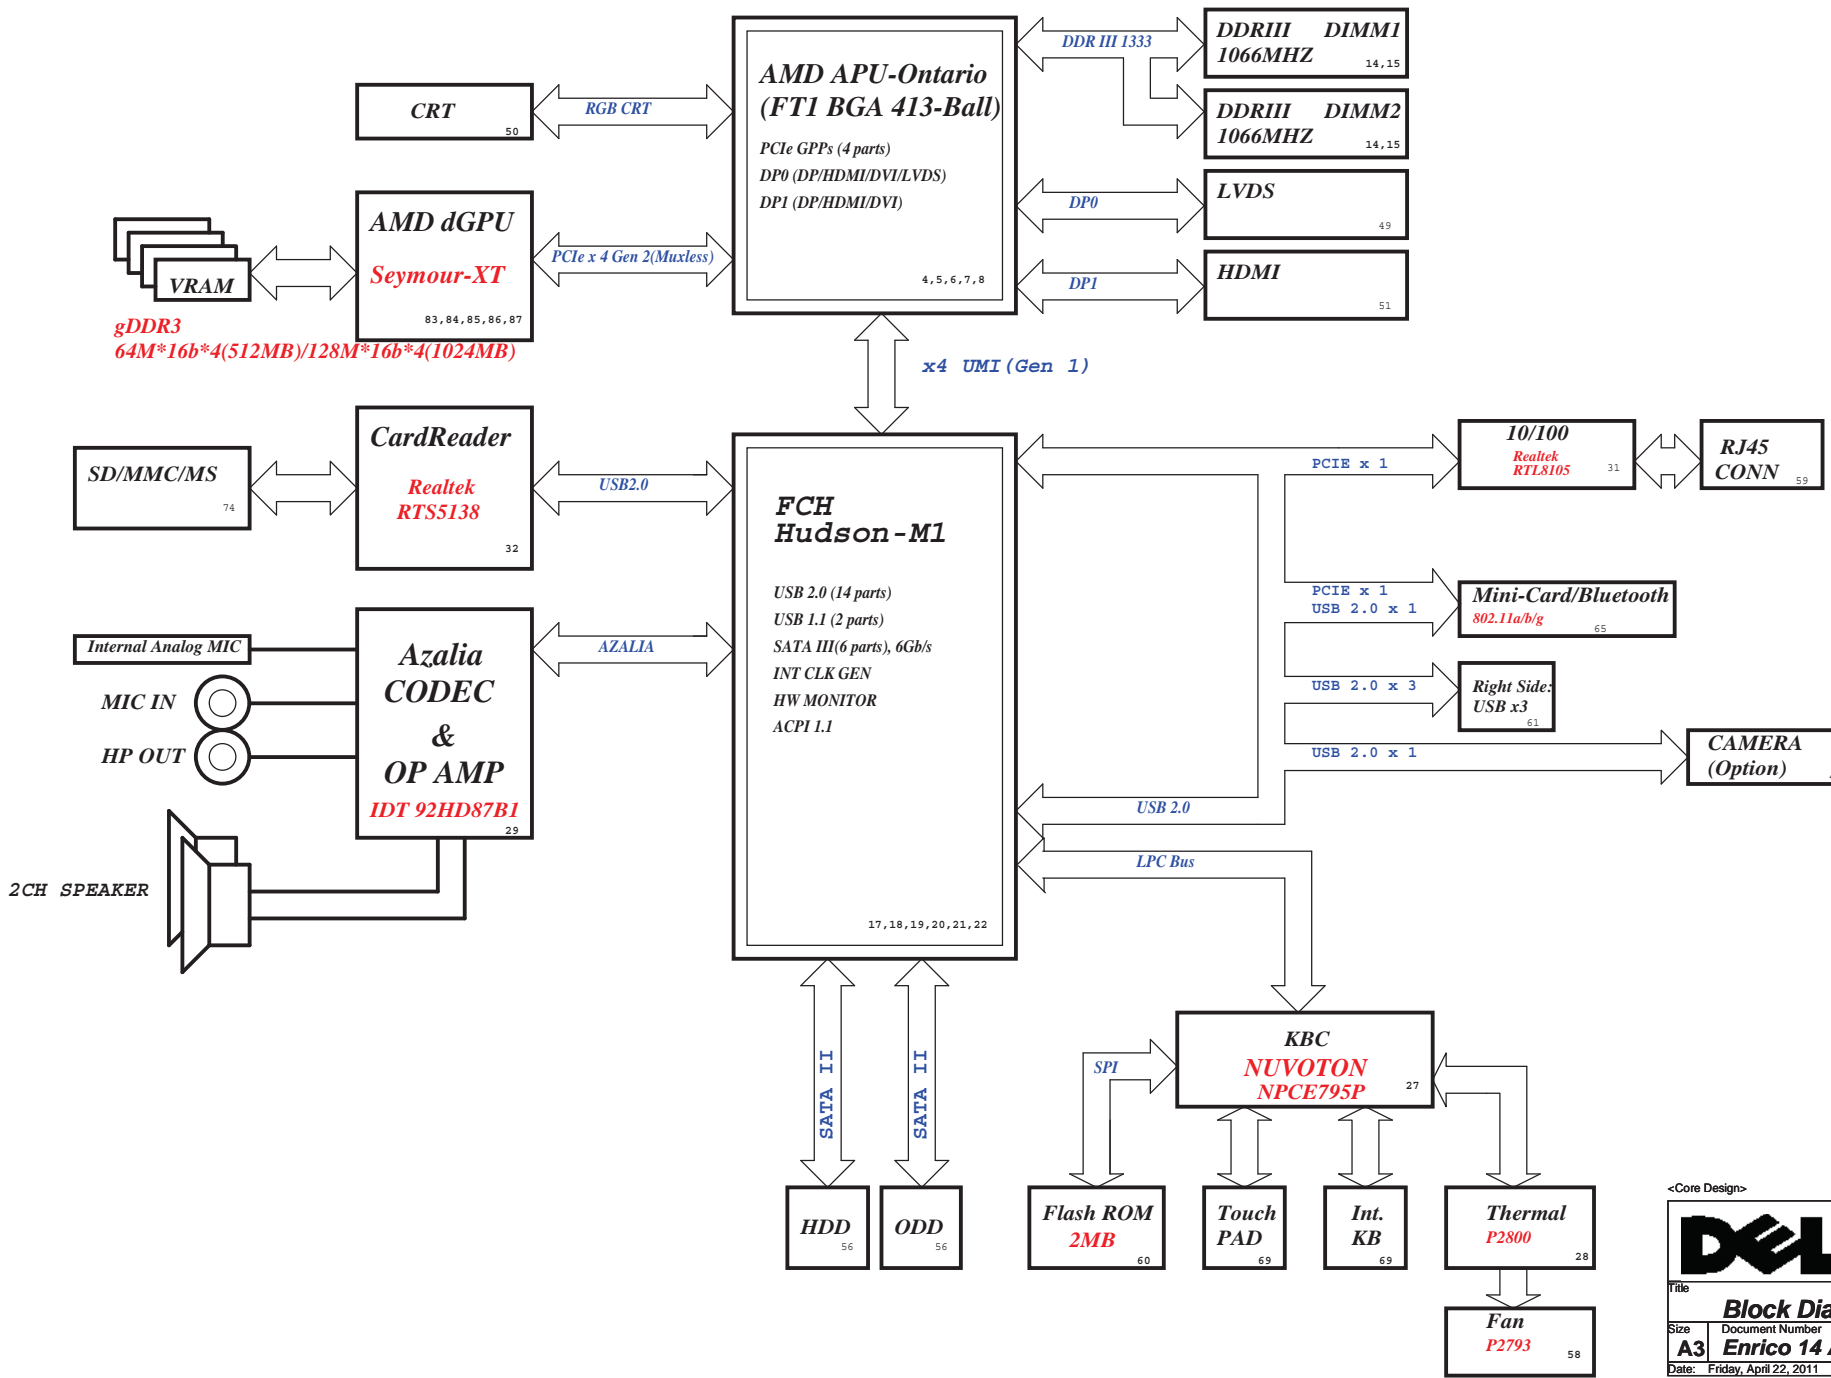 AMD APU-Ontario
(FT1 BGA 413-Ball)
PCIe GPPs (4 parts)
DP0 (DP/HDMI/DVI/LVDS)
DP1 (DP/HDMI/DVI)
4,5,6,7,8
DDR III 1333
DDRIII DIMM1
1066MHZ
14,15
DDRIII DIMM2
1066MHZ
14,15
DP0
LVDS
49
DP1
HDMI
51
CRT
50
RGB CRT
AMD dGPU
Seymour-XT
83,84,85,86,87
PCIe x 4 Gen 2(Muxless)
VRAM
gDDR3
64M*16b*4(512MB)/128M*16b*4(1024MB)
x4 UMI(Gen 1)
SD/MMC/MS
74
CardReader
Realtek
RTS5138
32
USB2.0
FCH
Hudson-M1
USB 2.0 (14 parts)
USB 1.1 (2 parts)
SATA III(6 parts), 6Gb/s
INT CLK GEN
HW MONITOR
ACPI 1.1
17,18,19,20,21,22
PCIE x 1
10/100
Realtek
RTL8105
31
RJ45
CONN
59
PCIE x 1
USB 2.0 x 1
Mini-Card/Bluetooth
802.11a/b/g
65
USB 2.0 x 3
Right Side:
USB x3
61
USB 2.0 x 1
CAMERA
(Option)
USB 2.0
LPC Bus
Internal Analog MIC
MIC IN
HP OUT
2CH SPEAKER
Azalia
CODEC
&
OP AMP
IDT 92HD87B1
29
AZALIA
SATA II
SATA II
HDD
56
ODD
56
KBC
NUVOTON
NPCE795P
27
SPI
Flash ROM
2MB
60
Touch
PAD
69
Int.
KB
69
Thermal
P2800
28
Fan
P2793
58
<Core Design>
DEL
Title
Block Dia
Size
Document Number
A3
Enrico 14
Date: Friday, April 22, 2011